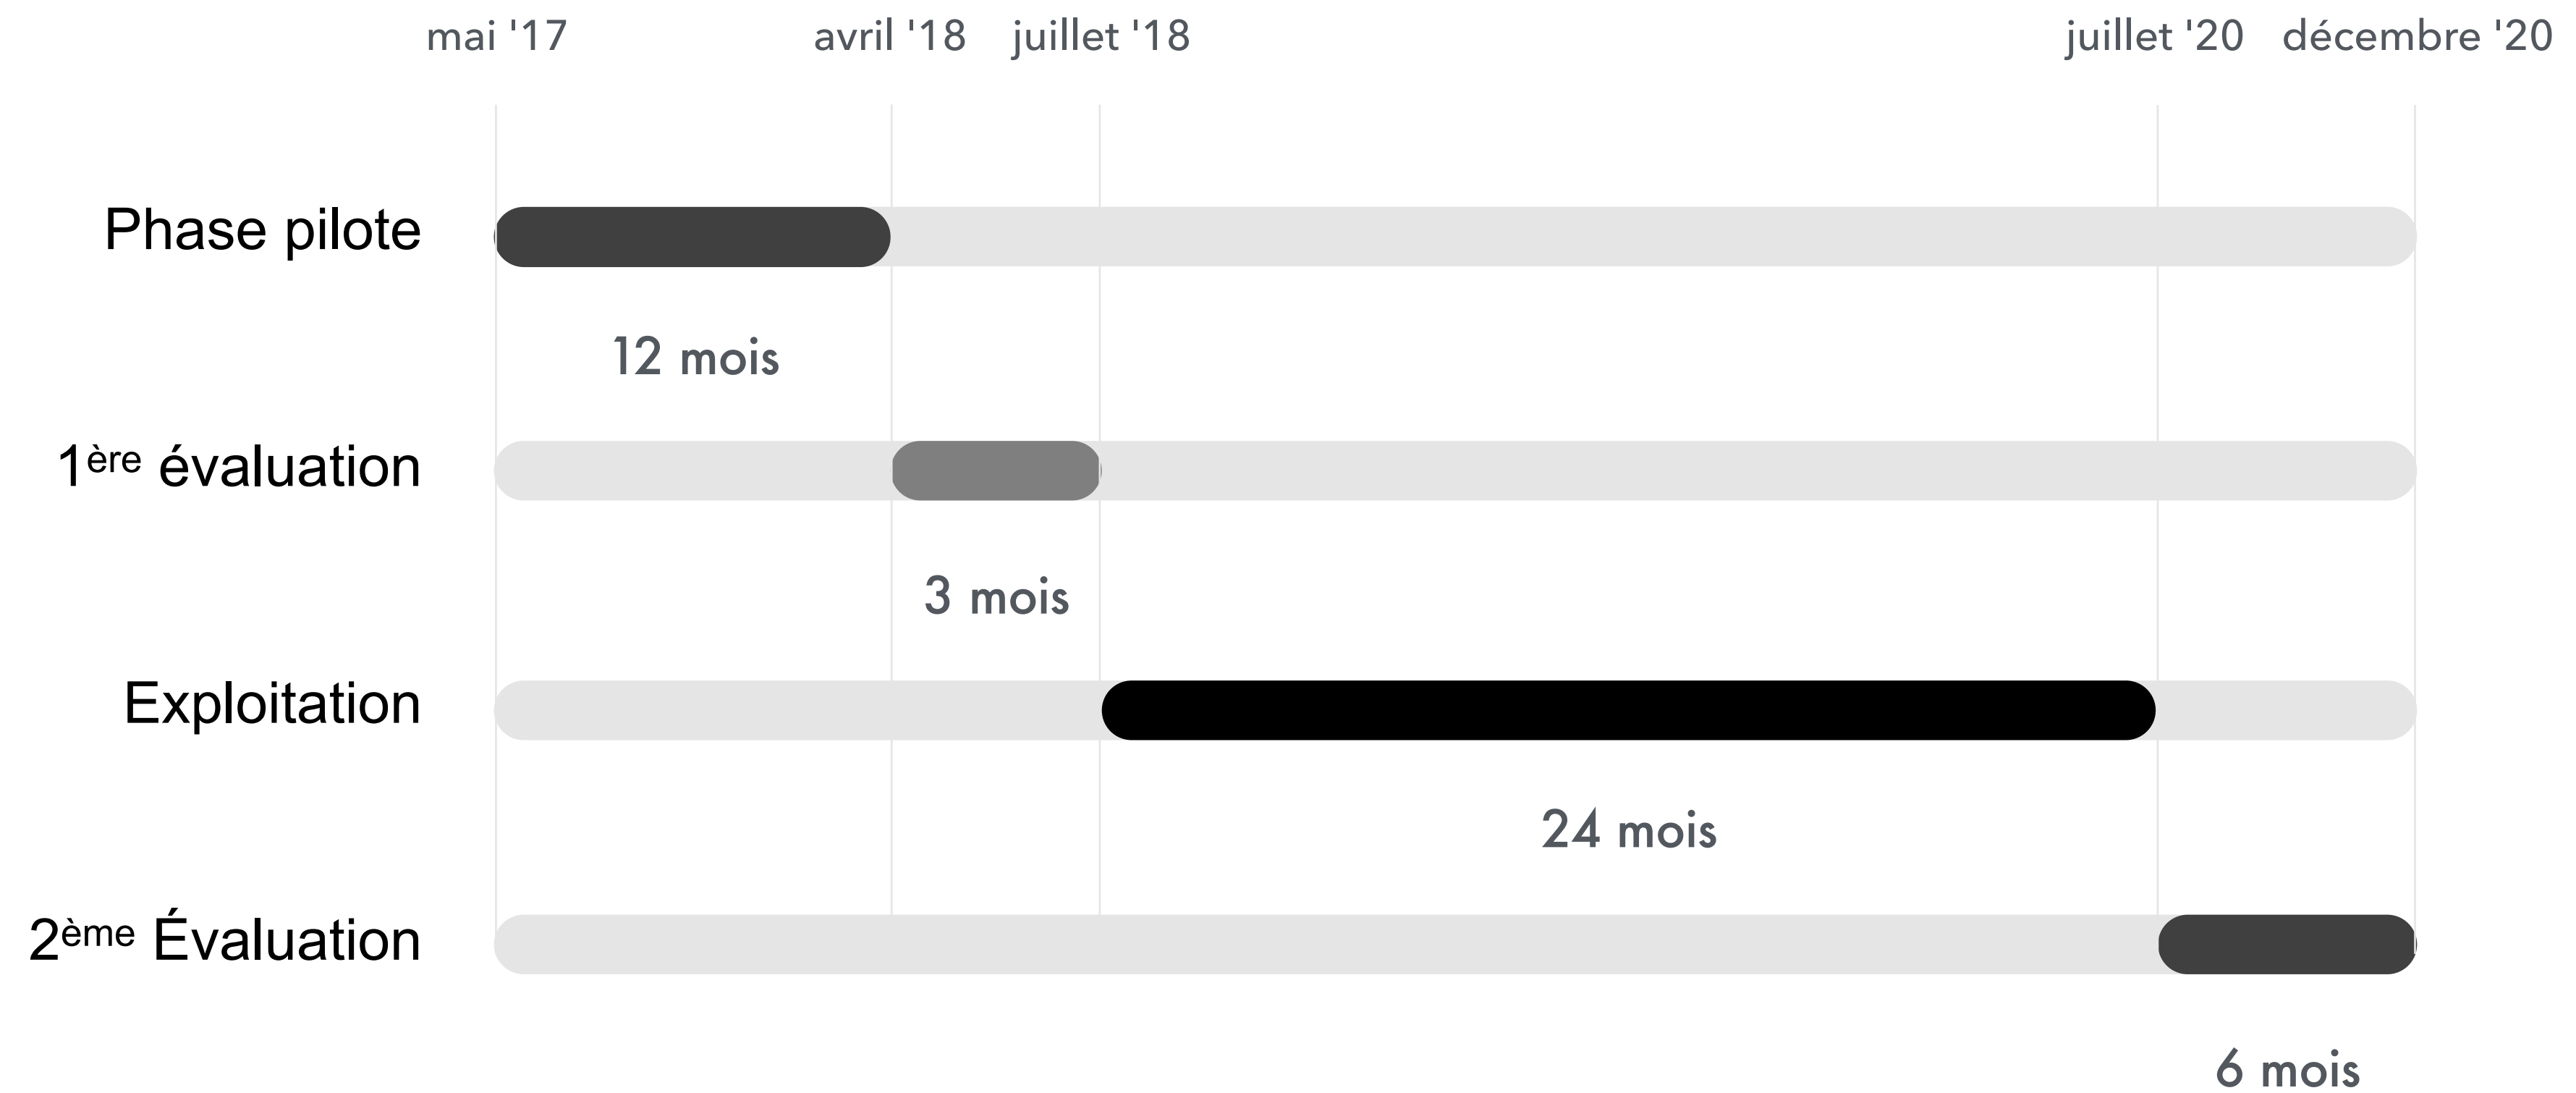 mai '17 avril '18 juillet '18 juillet '20 décembre '20
Phase pilote
12 mois
1ère évaluation
3 mois
Exploitation
24 mois
2ème Évaluation
6 mois